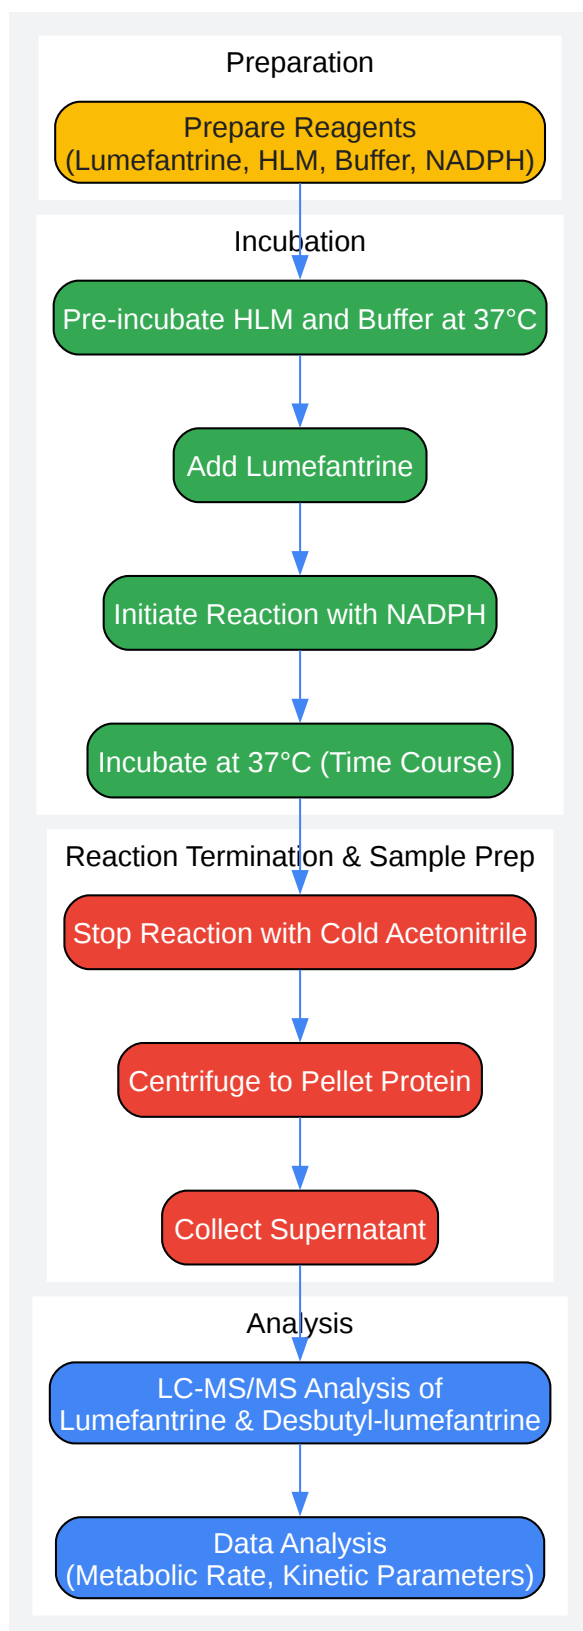 Preparation
Prepare Reagents
(Lumefantrine, HLM, Buffer, NADPH)
Incubation
Pre-incubate HLM and Buffer at 37°C
Add Lumefantrine
Initiate Reaction with NADPH
Incubate at 37°C (Time Course)
Reaction Termination & Sample Prep
Stop Reaction with Cold Acetonitrile
Centrifuge to Pellet Protein
Collect Supernatant
Analysis
LC-MS/MS Analysis of
Lumefantrine & Desbutyl-lumefantrine
Data Analysis
(Metabolic Rate, Kinetic Parameters)